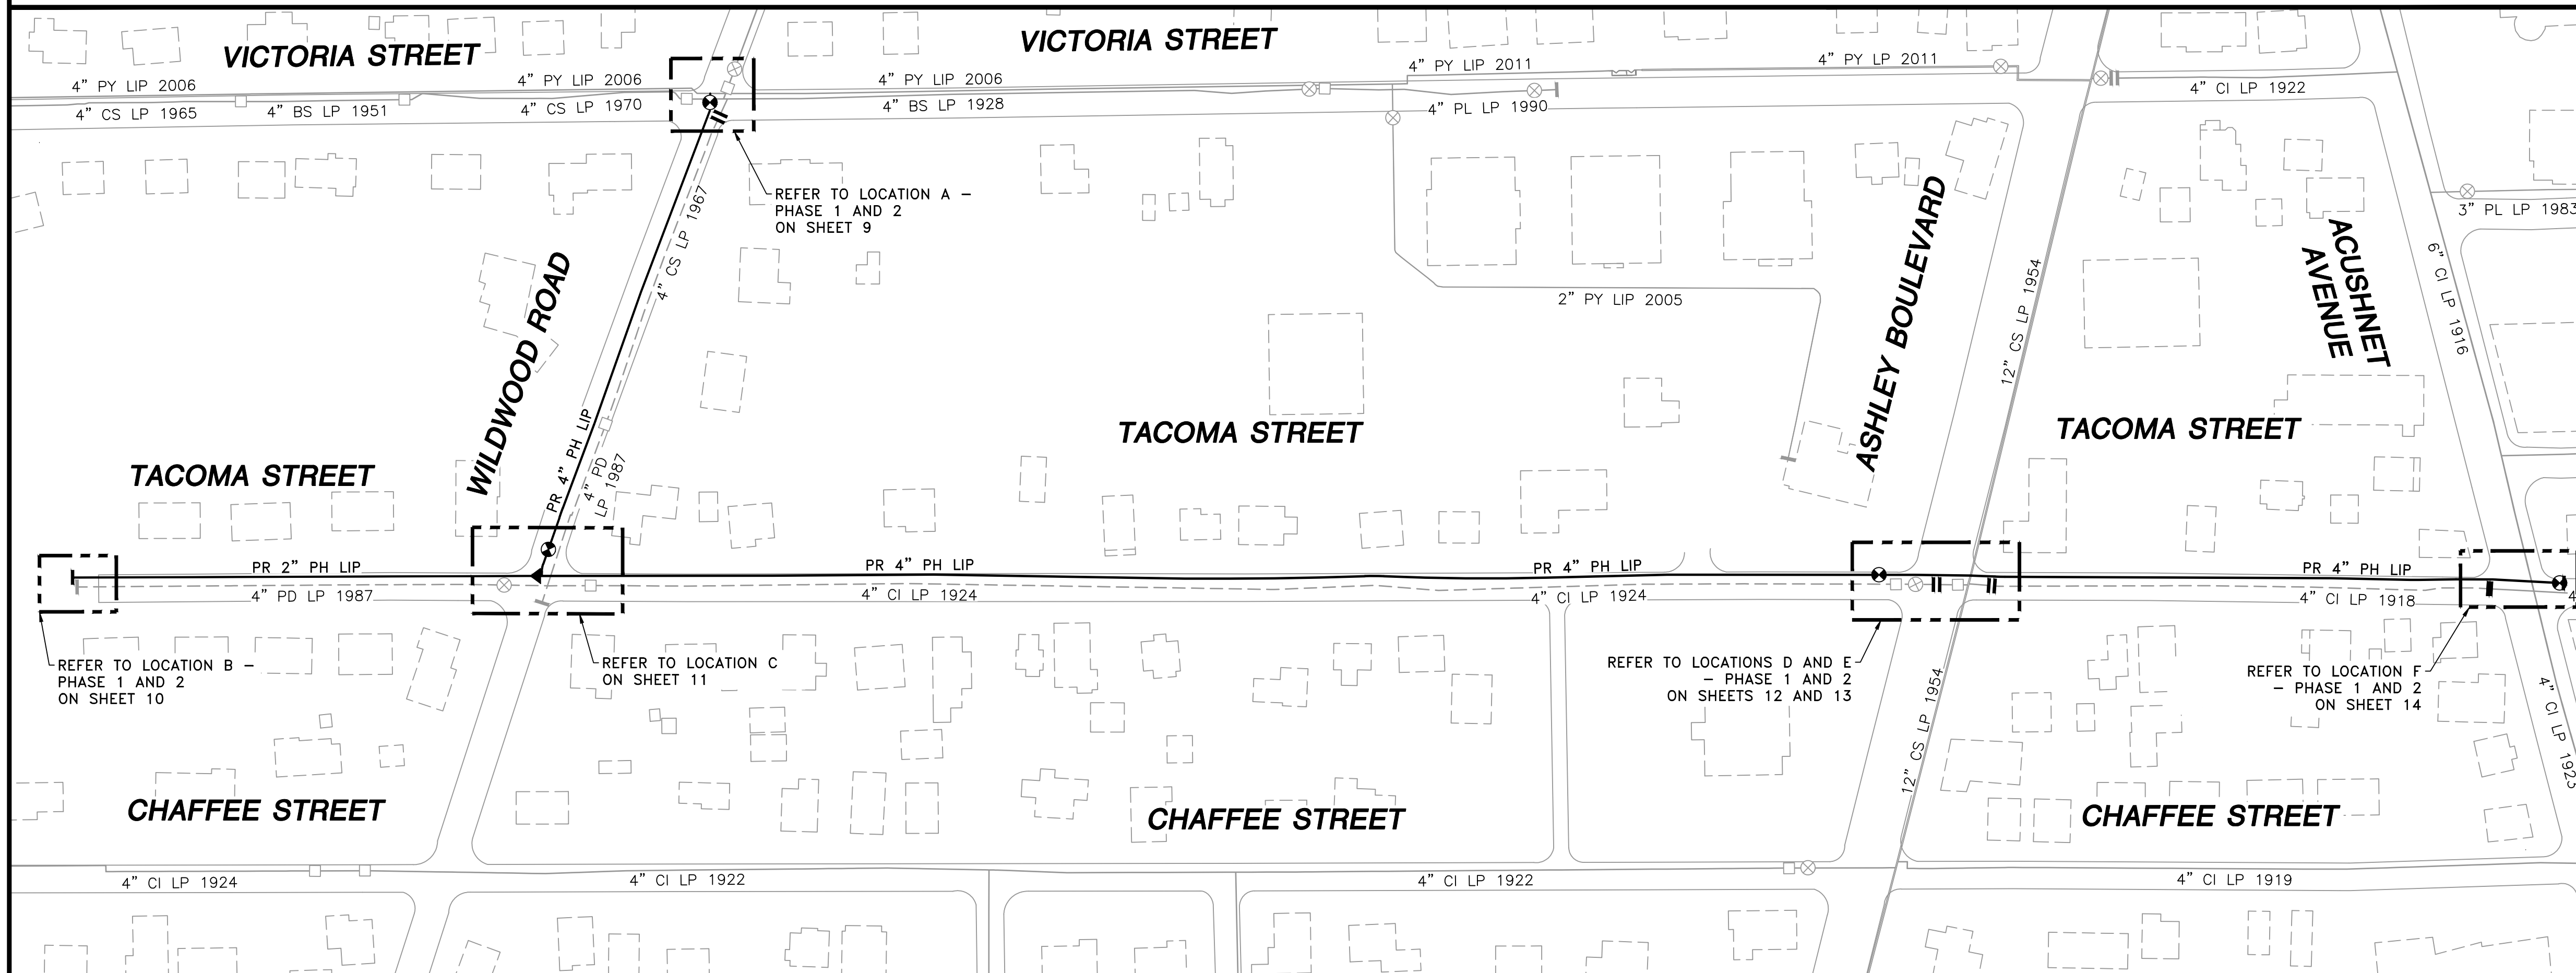 VICTORIA STREET
VICTORIA STREET
4" PY LIP 2006
4" PY LIP 2006
4" PY LIP 2006
4" PY LIP 2011
4" PY LP 2011
4" CS LP 1965
4" BS LP 1951
4" CS LP 1970
4" BS LP 1928
4" PL LP 1990
4" CI LP 1922
REFER TO LOCATION A –
PHASE 1 AND 2
ON SHEET 9
4" CS LP 1967
3" PL LP 1983
WILDWOOD ROAD
ASHLEY BOULEVARD
ACUSHNET
AVENUE
6" CI LP 1916
12" CS LP 1954
2" PY LIP 2005
TACOMA STREET
TACOMA STREET
TACOMA STREET
PR 4" PH LIP
4" PD
LP 1987
PR 2" PH LIP
PR 4" PH LIP
PR 4" PH LIP
PR 4" PH LIP
4" PD LP 1987
4" CI LP 1924
4" CI LP 1924
4" CI LP 1918
4
REFER TO LOCATION B –
PHASE 1 AND 2
ON SHEET 10
REFER TO LOCATION C
ON SHEET 11
REFER TO LOCATIONS D AND E
– PHASE 1 AND 2
ON SHEETS 12 AND 13
REFER TO LOCATION F
– PHASE 1 AND 2
ON SHEET 14
12" CS LP 1954
4" CI LP 1925
CHAFFEE STREET
CHAFFEE STREET
CHAFFEE STREET
4" CI LP 1924
4" CI LP 1922
4" CI LP 1922
4" CI LP 1919